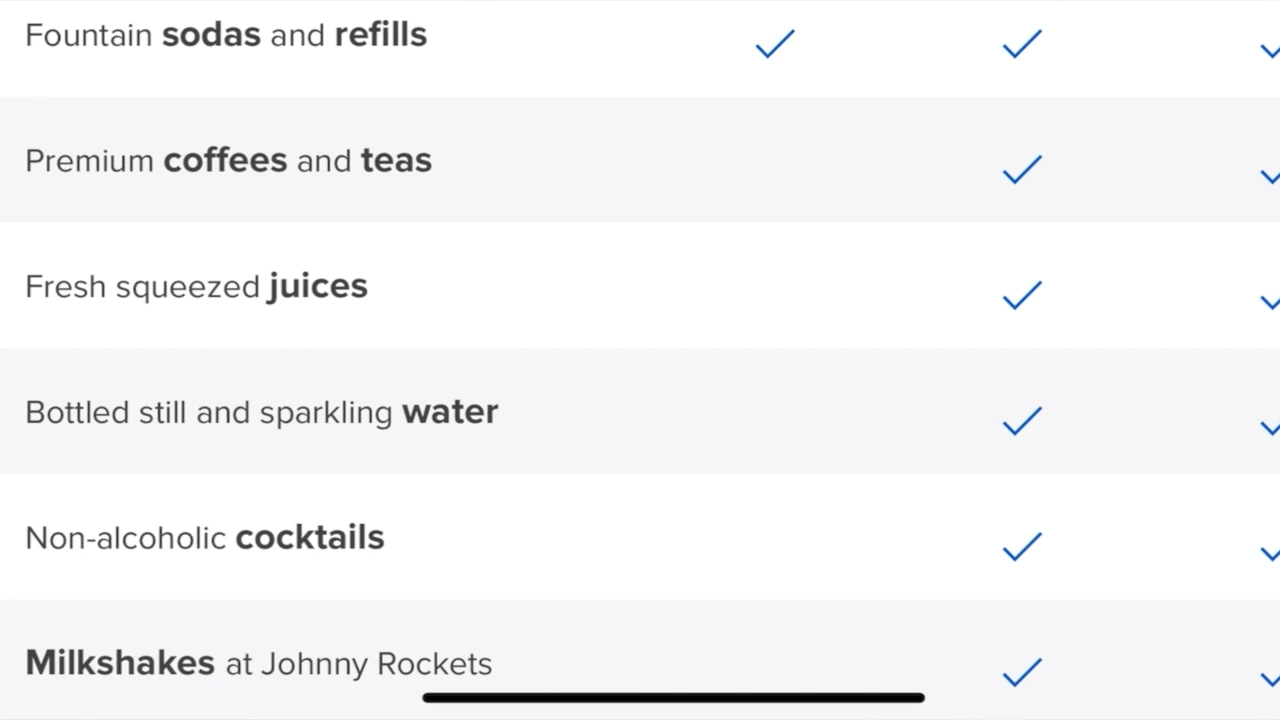 Fountain sodas and refills
Premium coffees and teas
Fresh squeezed juices
Bottled still and sparkling water
Non-alcoholic cocktails
Milkshakes at Johnny Rockets